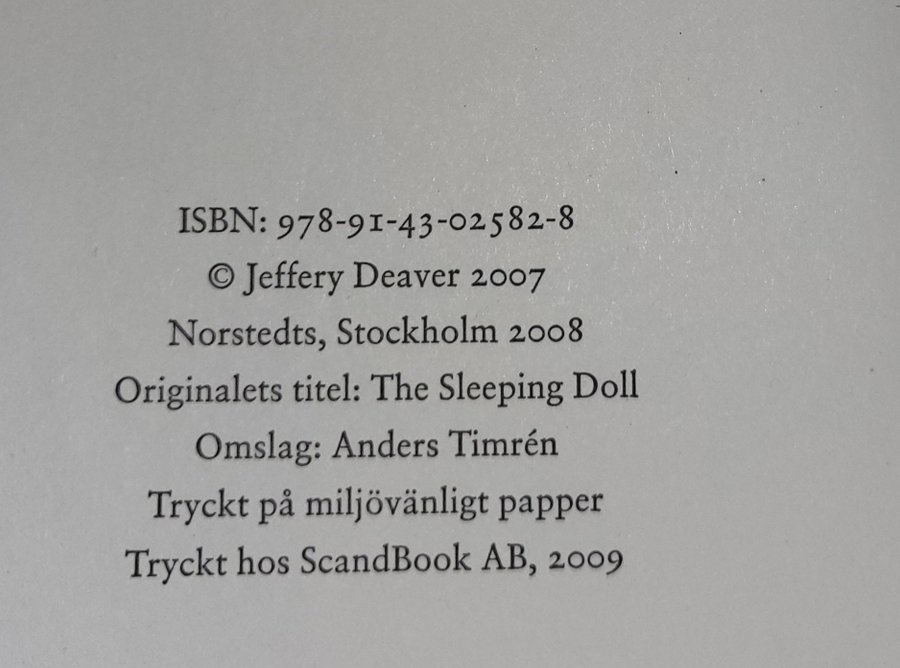 ISBN: 978-91-43-02582-8
© Jeffery Deaver 2007
Norstedts, Stockholm 2008
Originalets titel: The Sleeping Doll
Omslag: Anders Timrén
Tryckt på miljövänligt papper
Tryckt hos ScandBook AB, 2009